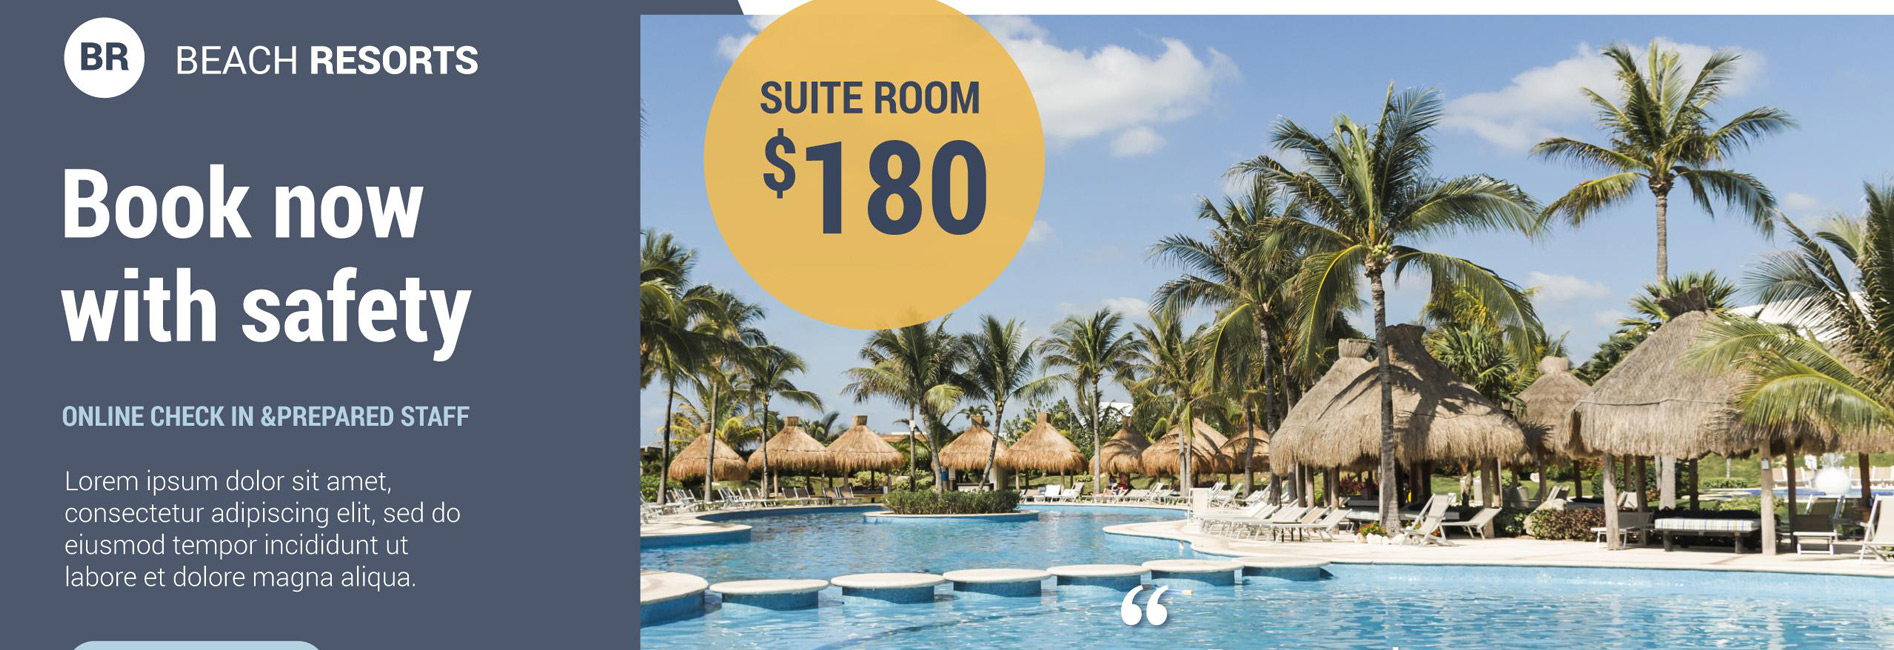 BR
BEACH RESORTS
Book now
with safety
ONLINE CHECK IN &PREPARED STAFF
Lorem ipsum dolor sit amet,
consectetur adipiscing elit, sed do
eiusmod tempor incididunt ut
labore et dolore magna aliqua.
SUITE ROOM
$180
“